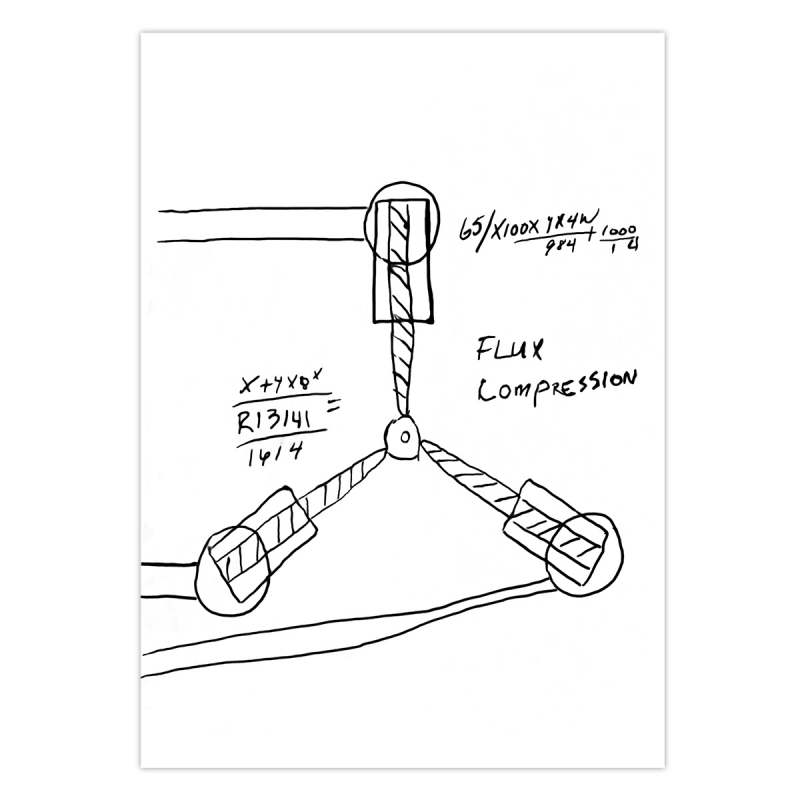 65/X100X YX4W
984 + 1000
14
FLUX
COMPRESSION
X+YX8ˣ
R13141 =
1614